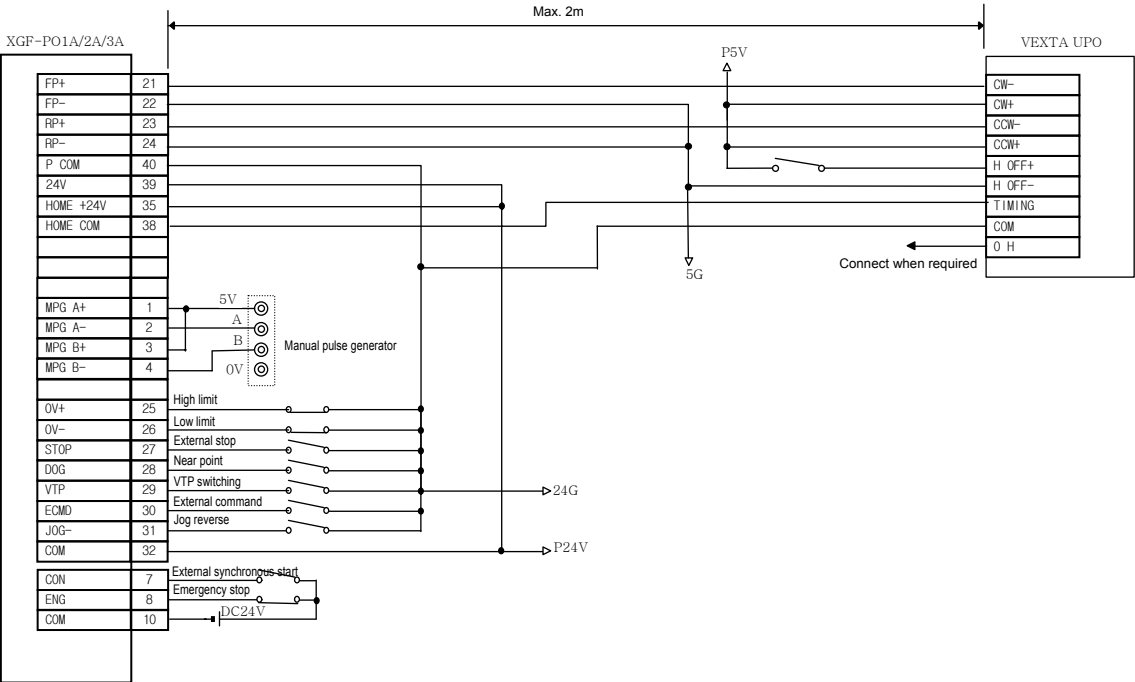 Max. 2m
XGF-PO1A/2A/3A
VEXTA UPO
P5V
FP+ 21
FP- 22
RP+ 23
RP- 24
P COM 40
24V 39
HOME +24V 35
HOME COM 38
CW-
CW+
CCW-
CCW+
H OFF+
H OFF-
TIMING
COM
O H
Connect when required
5G
MPG A+ 1
MPG A- 2
MPG B+ 3
MPG B- 4
5V
A
B
0V
Manual pulse generator
OV+ 25 High limit
OV- 26 Low limit
STOP 27 External stop
DOG 28 Near point
VTP 29 VTP switching
ECMD 30 External command
JOG- 31 Jog reverse
COM 32
24G
P24V
CON 7 External synchronous start
ENG 8 Emergency stop
COM 10 DC24V